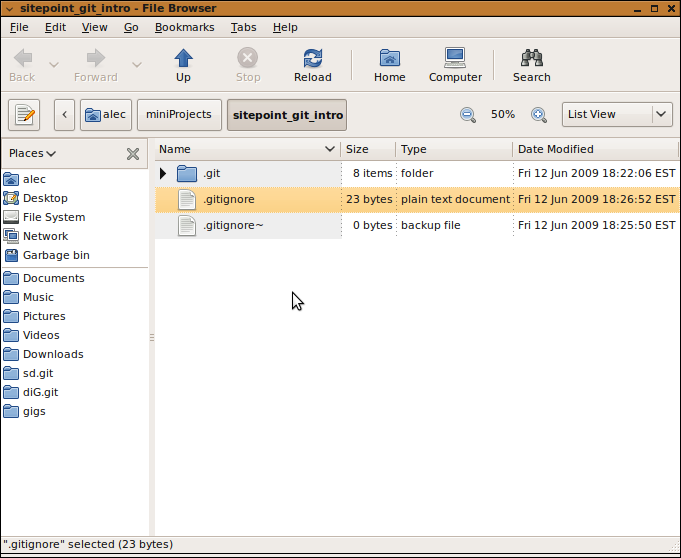 sitepoint_git_intro - File Browser
File Edit View Go Bookmarks Tabs Help
Back Forward Up Stop Reload Home Computer Search
alec miniProjects sitepoint_git_intro 50% List View
Places
alec
Desktop
File System
Network
Garbage bin
Documents
Music
Pictures
Videos
Downloads
sd.git
diG.git
gigs
Name Size Type Date Modified
.git 8 items folder Fri 12 Jun 2009 18:22:06 EST
.gitignore 23 bytes plain text document Fri 12 Jun 2009 18:26:52 EST
.gitignore~ 0 bytes backup file Fri 12 Jun 2009 18:25:50 EST
".gitignore" selected (23 bytes)